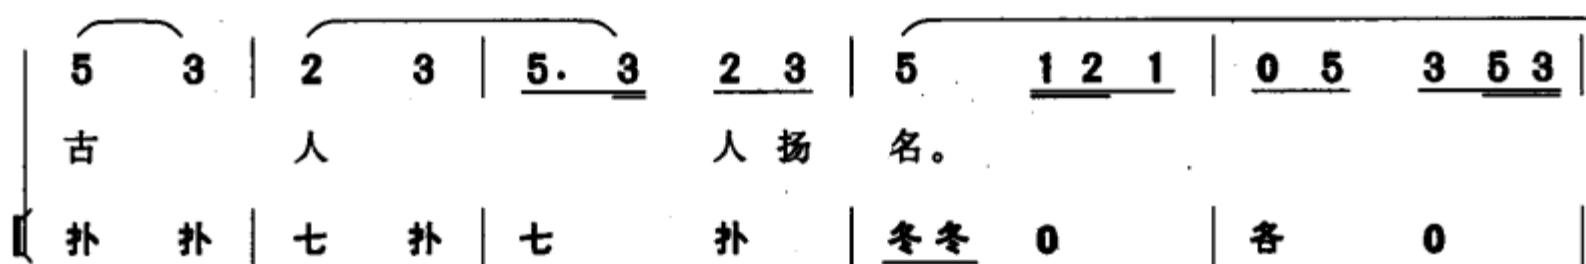 5 3 | 2 3 | 5. 3 2 3 | 5 1 2 1 | 0 5 3 5 3 |
古 人 人 扬 名。
扑 扑 | 七 扑 | 七 扑 | 冬冬 0 | 各 0 |